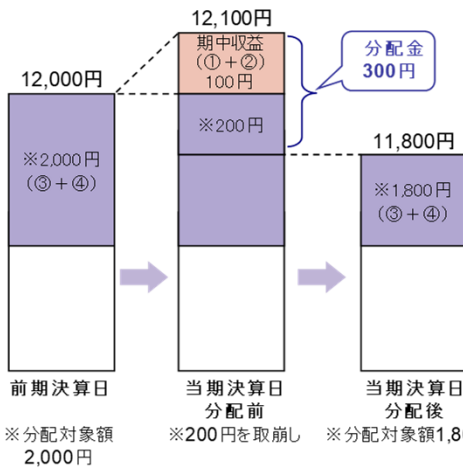 12,100円
期中収益
(①+②)
100円
分配金
300円
12,000円
※200円
11,800円
※2,000円
(③+④)
※1,800円
(③+④)
前期決算日
当期決算日
分配前
当期決算日
分配後
※分配対象額
2,000円
※200円を取崩し
※分配対象額1,8